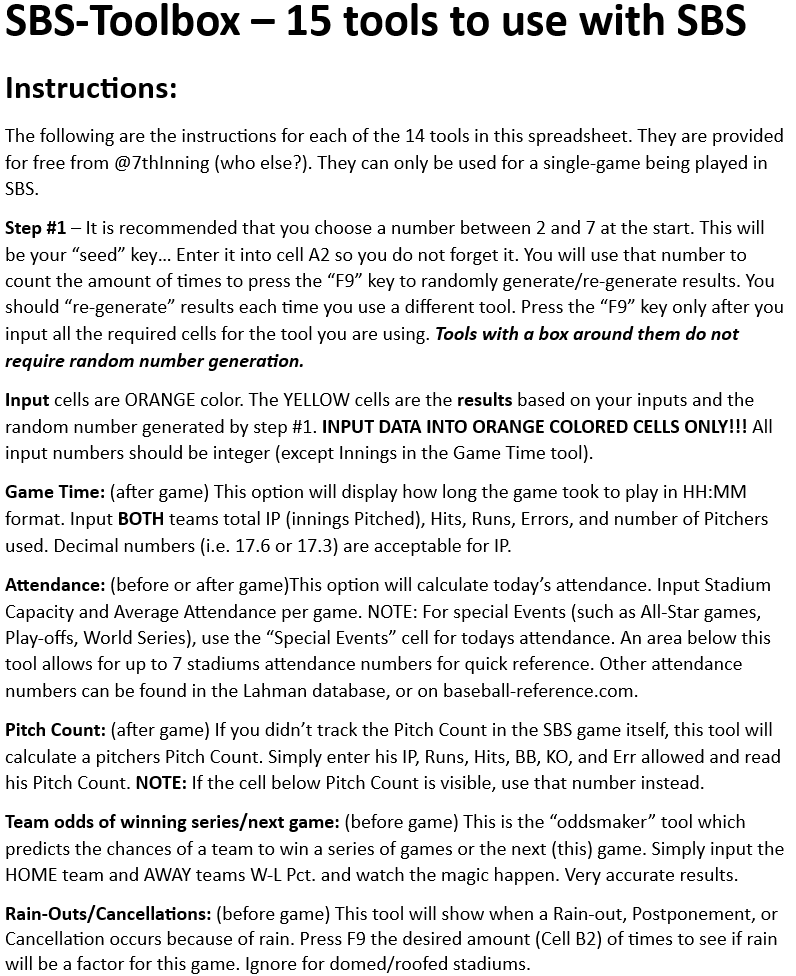 SBS-Toolbox – 15 tools to use with SBS
Instructions:
The following are the instructions for each of the 14 tools in this spreadsheet. They are provided
for free from @7thInning (who else?). They can only be used for a single-game being played in
SBS.
Step #1 – It is recommended that you choose a number between 2 and 7 at the start. This will
be your “seed” key... Enter it into cell A2 so you do not forget it. You will use that number to
count the amount of times to press the “F9” key to randomly generate/re-generate results. You
should “re-generate” results each time you use a different tool. Press the “F9” key only after you
input all the required cells for the tool you are using. Tools with a box around them do not
require random number generation.
Input cells are ORANGE color. The YELLOW cells are the results based on your inputs and the
random number generated by step #1. INPUT DATA INTO ORANGE COLORED CELLS ONLY!!! All
input numbers should be integer (except Innings in the Game Time tool).
Game Time: (after game) This option will display how long the game took to play in HH:MM
format. Input BOTH teams total IP (innings Pitched), Hits, Runs, Errors, and number of Pitchers
used. Decimal numbers (i.e. 17.6 or 17.3) are acceptable for IP.
Attendance: (before or after game)This option will calculate today’s attendance. Input Stadium
Capacity and Average Attendance per game. NOTE: For special Events (such as All-Star games,
Play-offs, World Series), use the “Special Events” cell for todays attendance. An area below this
tool allows for up to 7 stadiums attendance numbers for quick reference. Other attendance
numbers can be found in the Lahman database, or on baseball-reference.com.
Pitch Count: (after game) If you didn’t track the Pitch Count in the SBS game itself, this tool will
calculate a pitchers Pitch Count. Simply enter his IP, Runs, Hits, BB, KO, and Err allowed and read
his Pitch Count. NOTE: If the cell below Pitch Count is visible, use that number instead.
Team odds of winning series/next game: (before game) This is the “oddsmaker” tool which
predicts the chances of a team to win a series of games or the next (this) game. Simply input the
HOME team and AWAY teams W-L Pct. and watch the magic happen. Very accurate results.
Rain-Outs/Cancellations: (before game) This tool will show when a Rain-out, Postponement, or
Cancellation occurs because of rain. Press F9 the desired amount (Cell B2) of times to see if rain
will be a factor for this game. Ignore for domed/roofed stadiums.